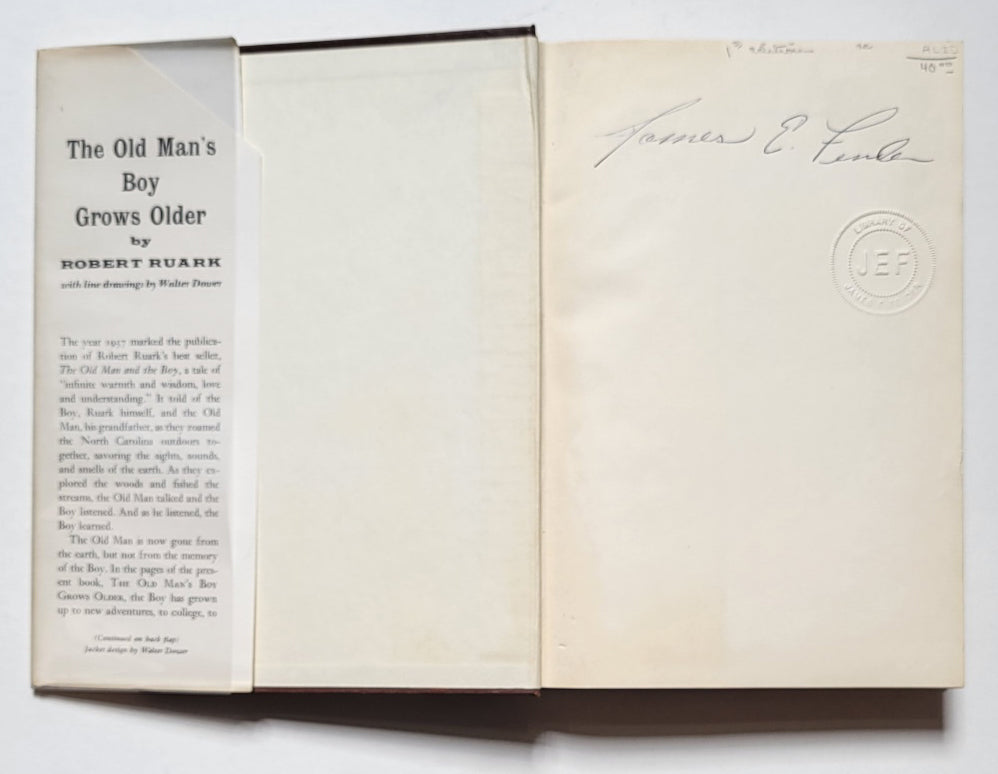 The Old Man's
Boy
Grows Older
by
ROBERT RUARK
with line drawings by Walter Dower
The year 1957 marked the publica-
tion of Robert Ruark's best seller,
The Old Man and the Boy, a tale of
"infinite warmth and wisdom, love
and understanding." It told of the
Boy, Ruark himself, and the Old
Man, his grandfather, as they roamed
the North Carolina outdoors to-
gether, savoring the sights, sounds,
and smells of the earth. As they ex-
plored the woods and fished the
streams, the Old Man talked and the
Boy listened. And as he listened, the
Boy learned.
The Old Man is now gone from
the earth, but not from the memory
of the Boy. In the pages of the pres-
ent book, THE OLD MAN'S BOY
GROWS OLDER, the Boy has grown
up to new adventures, to college, to
(Continued on back flap)
Jacket design by Walter Dower
1st
40.00
James E.
LIBRARY OF
JEF
JAMES